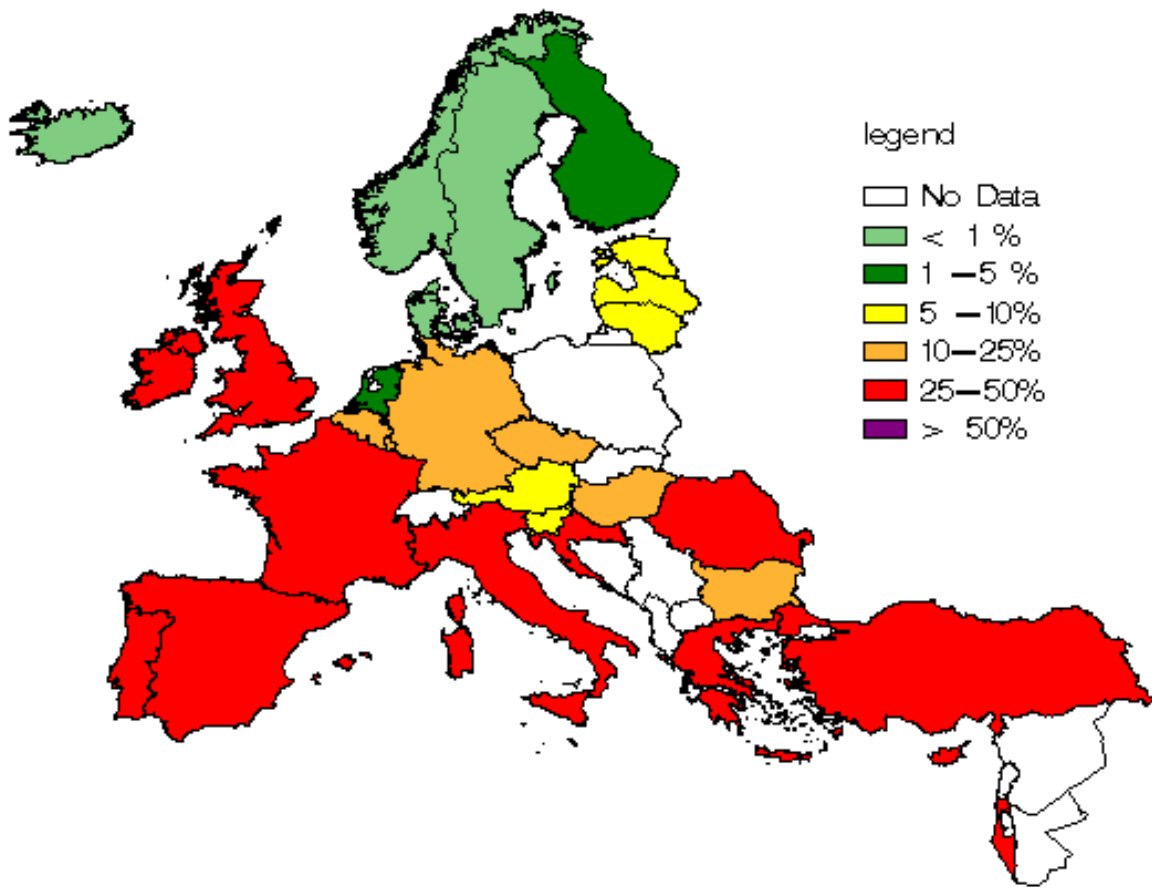 legend
No Data
< 1 %
1 –5 %
5 –10%
10–25%
25–50%
> 50%